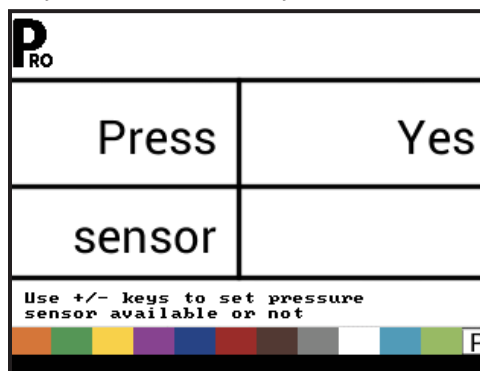 PRO
Press Yes
sensor
Use +/- keys to set pressure
sensor available or not
P